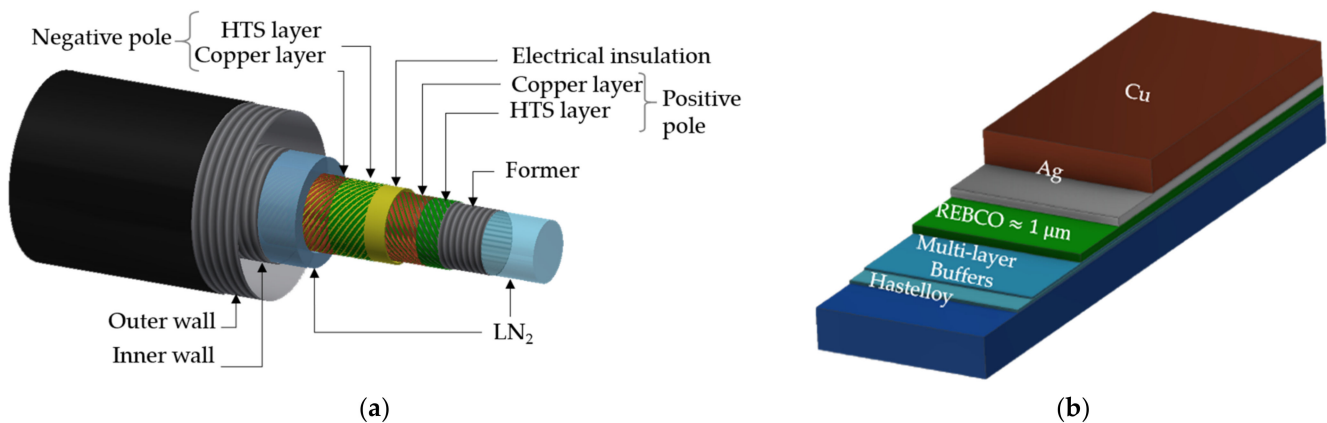 Negative pole
HTS layer
Copper layer
Electrical insulation
Copper layer
HTS layer
Positive
pole
Former
Outer wall
Inner wall
LN₂
(a)
Cu
Ag
REBCO ≈ 1 μm
Multi-layer
Buffers
Hastelloy
(b)